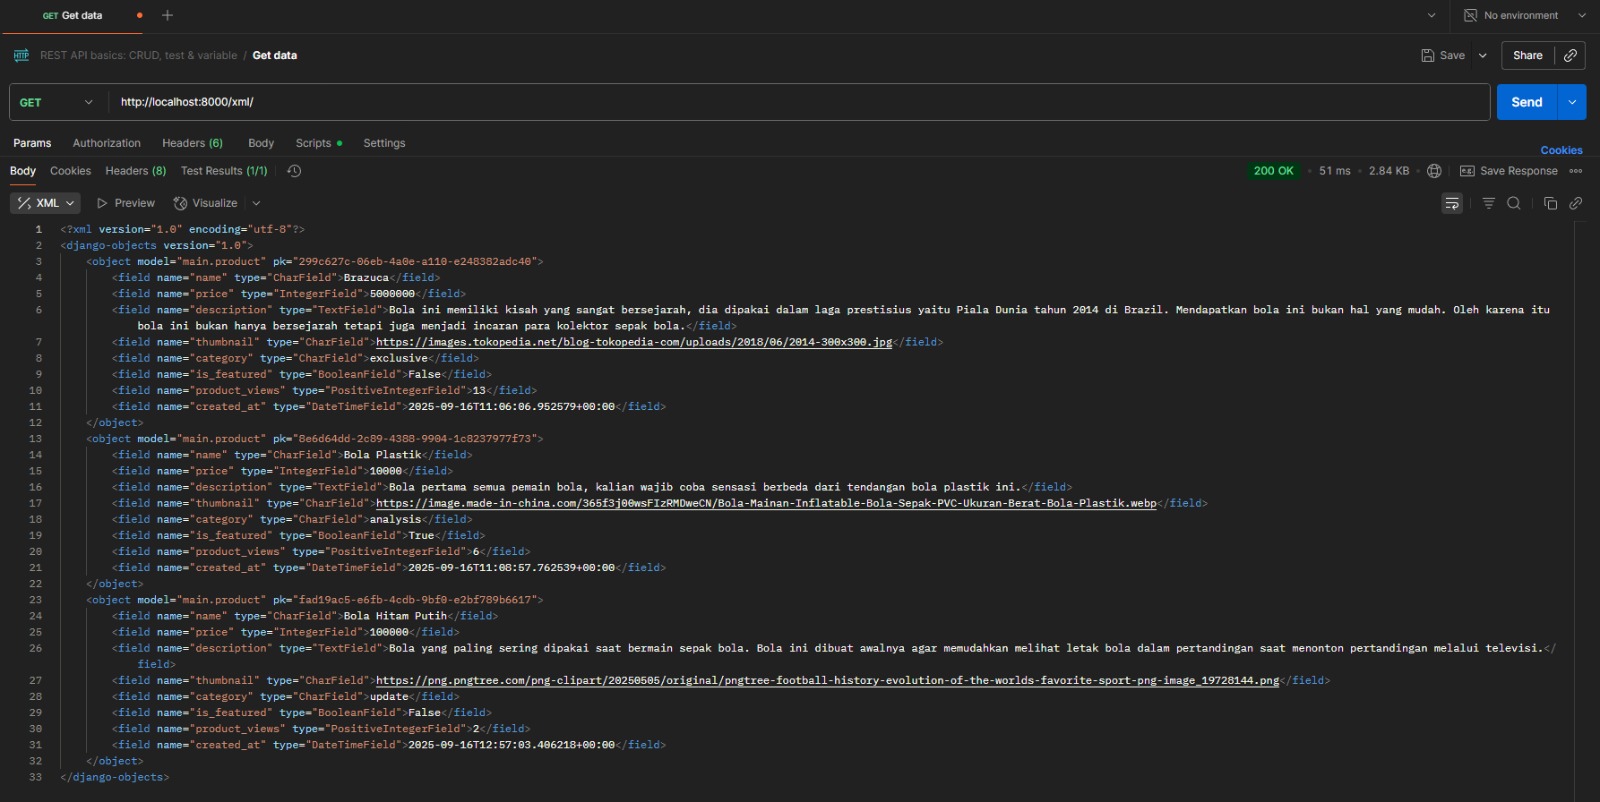 GET Get data
No environment
REST API basics: CRUD, test & variable / Get data
Save
Share
GET http://localhost:8000/xml/
Send
Params Authorization Headers (6) Body Scripts Settings
Cookies
Body Cookies Headers (8) Test Results (1/1)
200 OK • 51 ms • 2.84 KB
Save Response
XML Preview Visualize
1 <?xml version="1.0" encoding="utf-8"?>
2 <django-objects version="1.0">
3 <object model="main.product" pk="299c627c-06eb-4a0e-a110-e248382adc40">
4 <field name="name" type="CharField">Brazuca</field>
5 <field name="price" type="IntegerField">5000000</field>
6 <field name="description" type="TextField">Bola ini memiliki kisah yang sangat bersejarah, dia dipakai dalam laga prestisius yaitu Piala Dunia tahun 2014 di Brazil. Mendapatkan bola ini bukan hal yang mudah. Oleh karena itu
bola ini bukan hanya bersejarah tetapi juga menjadi incaran para kolektor sepak bola.</field>
7 <field name="thumbnail" type="CharField">https://images.tokopedia.net/blog-tokopedia-com/uploads/2018/06/2014-300x300.jpg</field>
8 <field name="category" type="CharField">exclusive</field>
9 <field name="is_featured" type="BooleanField">False</field>
10 <field name="product_views" type="PositiveIntegerField">13</field>
11 <field name="created_at" type="DateTimeField">2025-09-16T11:06:06.952579+00:00</field>
12 </object>
13 <object model="main.product" pk="8e6d64dd-2c89-4388-9904-1c8237977f73">
14 <field name="name" type="CharField">Bola Plastik</field>
15 <field name="price" type="IntegerField">10000</field>
16 <field name="description" type="TextField">Bola pertama semua pemain bola, kalian wajib coba sensasi berbeda dari tendangan bola plastik ini.</field>
17 <field name="thumbnail" type="CharField">https://image.made-in-china.com/365f3j00wsFIzRMDweCN/Bola-Mainan-Inflatable-Bola-Sepak-PVC-Ukuran-Berat-Bola-Plastik.webp</field>
18 <field name="category" type="CharField">analysis</field>
19 <field name="is_featured" type="BooleanField">True</field>
20 <field name="product_views" type="PositiveIntegerField">6</field>
21 <field name="created_at" type="DateTimeField">2025-09-16T11:08:57.762539+00:00</field>
22 </object>
23 <object model="main.product" pk="fad19ac5-e6fb-4cdb-9bf0-e2bf789b6617">
24 <field name="name" type="CharField">Bola Hitam Putih</field>
25 <field name="price" type="IntegerField">100000</field>
26 <field name="description" type="TextField">Bola yang paling sering dipakai saat bermain sepak bola. Bola ini dibuat awalnya agar memudahkan melihat letak bola dalam pertandingan saat menonton pertandingan melalui televisi.</
field>
27 <field name="thumbnail" type="CharField">https://png.pngtree.com/png-clipart/20250505/original/pngtree-football-history-evolution-of-the-worlds-favorite-sport-png-image_19728144.png</field>
28 <field name="category" type="CharField">update</field>
29 <field name="is_featured" type="BooleanField">False</field>
30 <field name="product_views" type="PositiveIntegerField">2</field>
31 <field name="created_at" type="DateTimeField">2025-09-16T12:57:03.406218+00:00</field>
32 </object>
33 </django-objects>